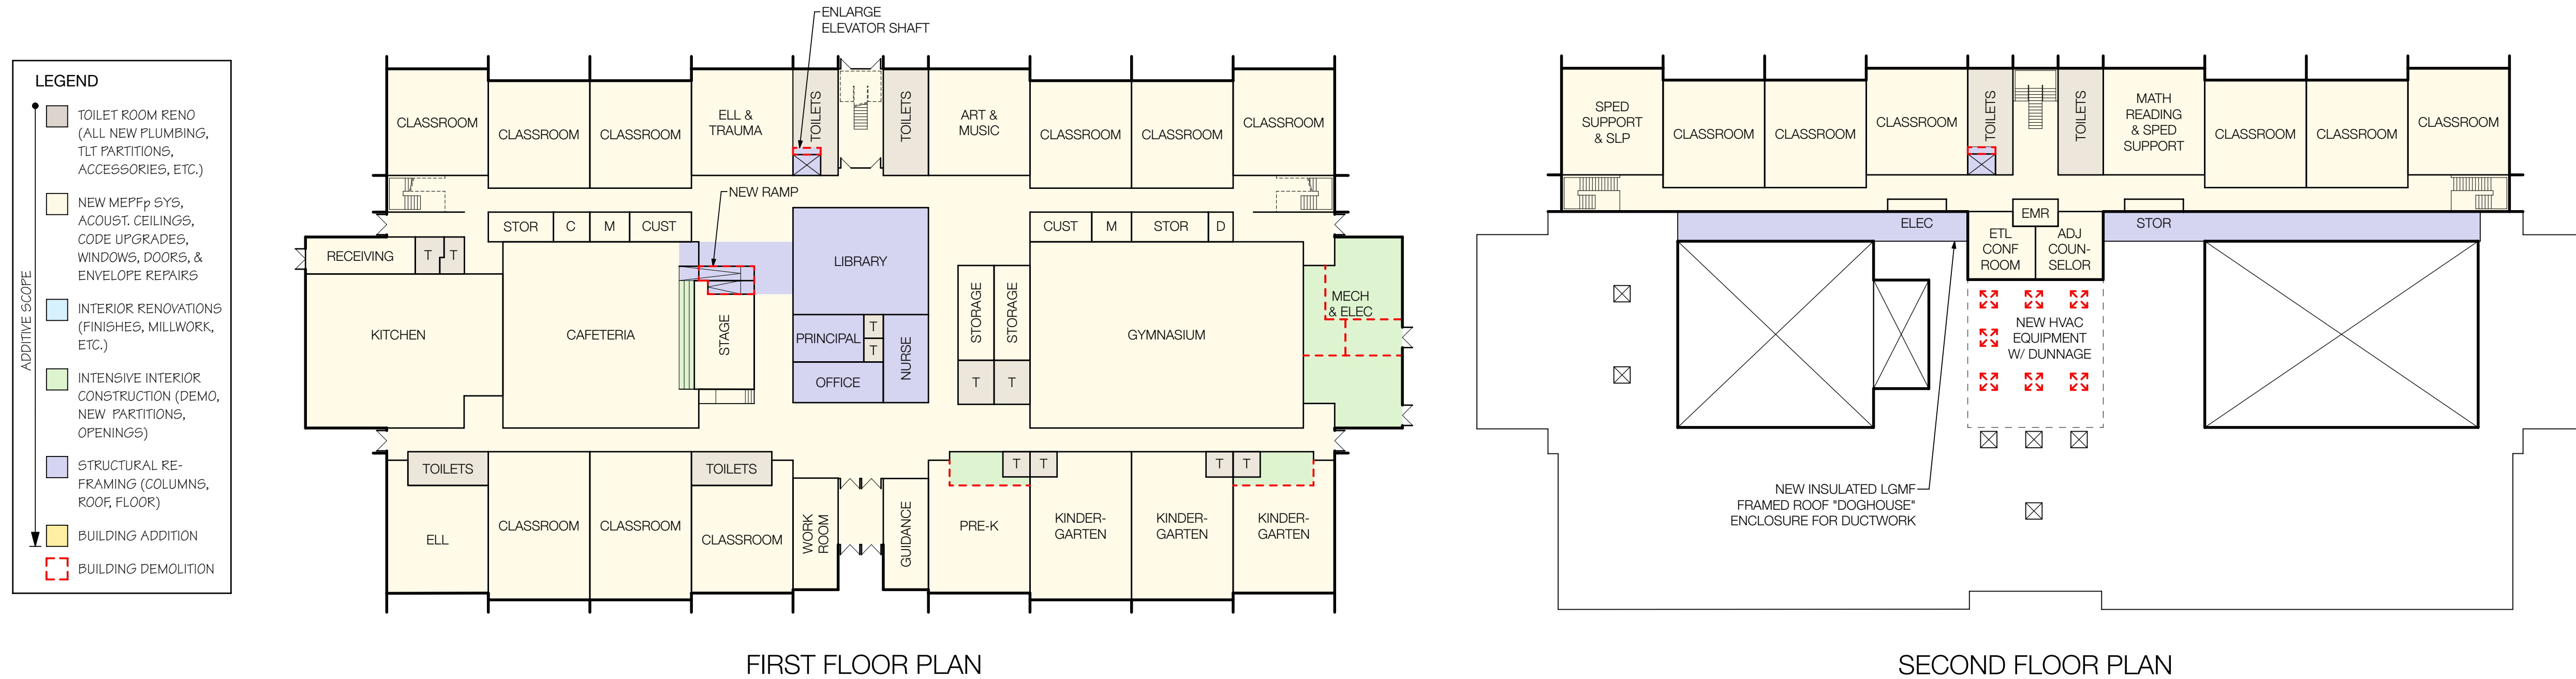 LEGEND
ADDITIVE SCOPE
TOILET ROOM RENO
(ALL NEW PLUMBING,
TLT PARTITIONS,
ACCESSORIES, ETC.)
NEW MEPFp SYS,
ACOUST. CEILINGS,
CODE UPGRADES,
WINDOWS, DOORS, &
ENVELOPE REPAIRS
INTERIOR RENOVATIONS
(FINISHES, MILLWORK,
ETC.)
INTENSIVE INTERIOR
CONSTRUCTION (DEMO,
NEW PARTITIONS,
OPENINGS)
STRUCTURAL RE-
FRAMING (COLUMNS,
ROOF, FLOOR)
BUILDING ADDITION
BUILDING DEMOLITION
ENLARGE
ELEVATOR SHAFT
CLASSROOM
CLASSROOM
CLASSROOM
ELL &
TRAUMA
TOILETS
TOILETS
ART &
MUSIC
CLASSROOM
CLASSROOM
CLASSROOM
NEW RAMP
STOR
C
M
CUST
LIBRARY
CUST
M
STOR
D
RECEIVING
T
T
KITCHEN
CAFETERIA
STAGE
PRINCIPAL
T
T
OFFICE
NURSE
STORAGE
STORAGE
T
T
GYMNASIUM
MECH
& ELEC
TOILETS
TOILETS
T
T
T
T
ELL
CLASSROOM
CLASSROOM
CLASSROOM
WORK
ROOM
GUIDANCE
PRE-K
KINDER-
GARTEN
KINDER-
GARTEN
KINDER-
GARTEN
FIRST FLOOR PLAN
SPED
SUPPORT
& SLP
CLASSROOM
CLASSROOM
CLASSROOM
TOILETS
TOILETS
MATH
READING
& SPED
SUPPORT
CLASSROOM
CLASSROOM
CLASSROOM
ELEC
EMR
STOR
ETL
CONF
ROOM
ADJ
COUN-
SELOR
NEW HVAC
EQUIPMENT
W/ DUNNAGE
NEW INSULATED LGMF
FRAMED ROOF "DOGHOUSE"
ENCLOSURE FOR DUCTWORK
SECOND FLOOR PLAN